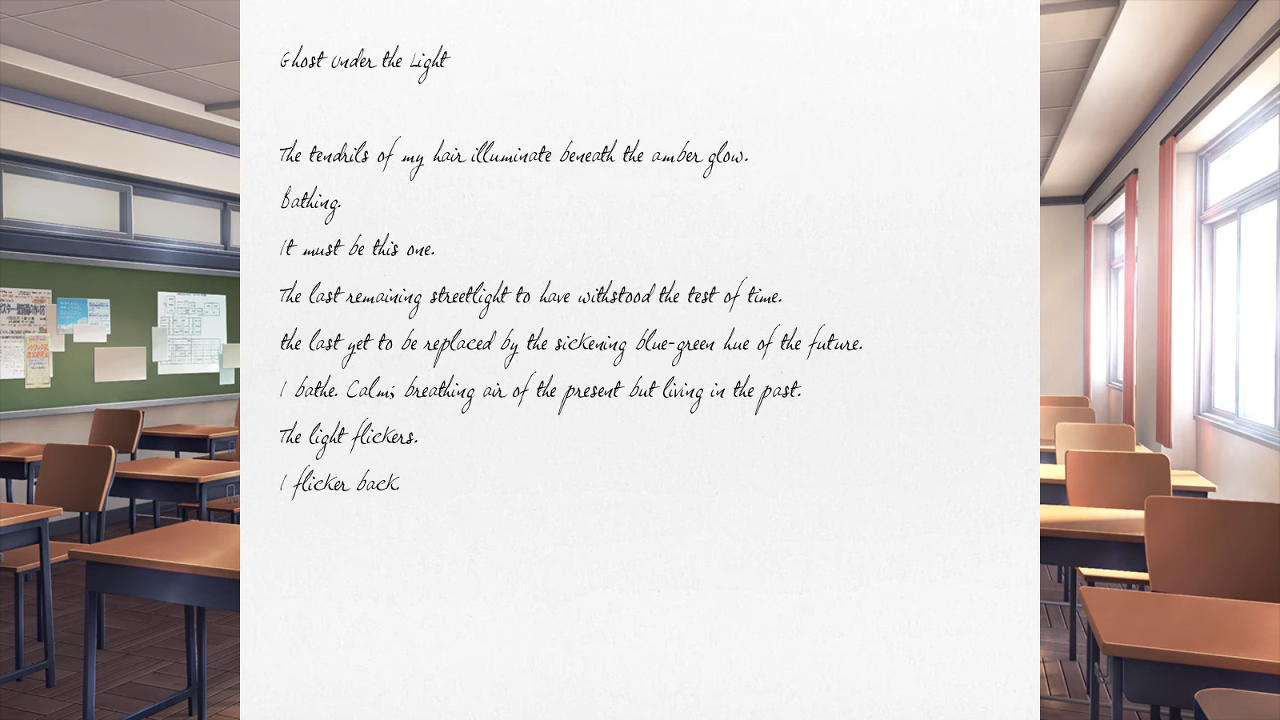 Ghost Under the Light
The tendrils of my hair illuminate beneath the amber glow.
Bathing.
It must be this one.
The last remaining streetlight to have withstood the test of time.
the last yet to be replaced by the sickening blue-green hue of the future.
I bathe. Calm; breathing air of the present but living in the past.
The light flickers.
I flicker back.